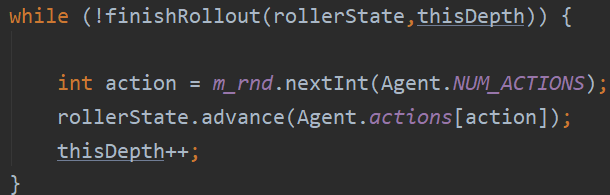 while (!finishRollout(rollerState,thisDepth)) {
int action = m_rnd.nextInt(Agent.NUM_ACTIONS);
rollerState.advance(Agent.actions[action]);
thisDepth++;
}